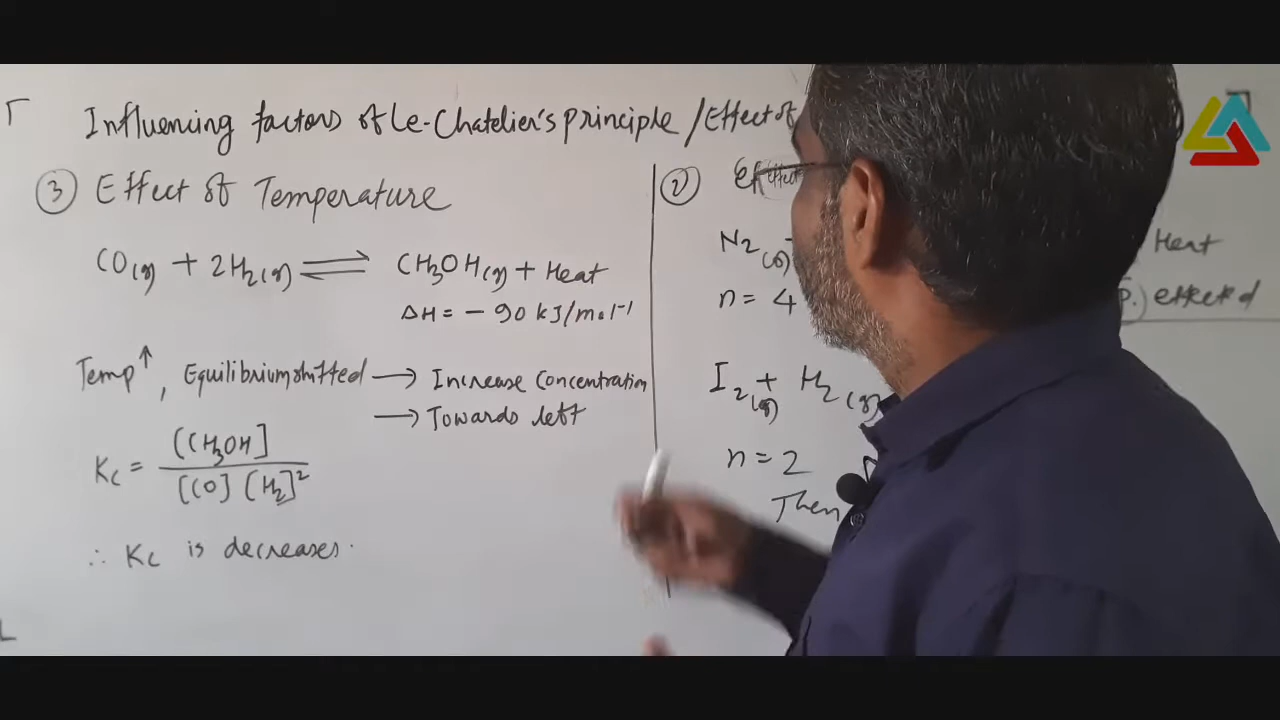 Influencing factors of Le-Chatelier's principle / Effect of
③ Effect of Temperature
CO(g) + 2H2(g) ⇌ CH3OH(g) + Heat
ΔH = - 90 kJ/mol-1
Temp↑, Equilibrium shifted → Increase Concentration
→ Towards left
Kc = [CH3OH] / [CO] [H2]²
∴ Kc is decreases.
②
N2(g)
n = 4
I2(g) + H2(g)
n = 2
Then
Heat